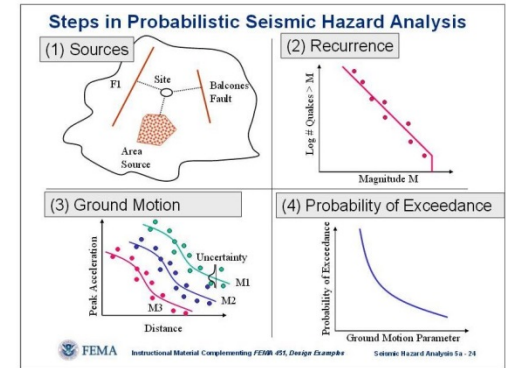 Steps in Probabilistic Seismic Hazard Analysis
(1) Sources
F1
Site
Balcones
Fault
Area
Source
(2) Recurrence
Log # Quakes > M
Magnitude M
(3) Ground Motion
Peak Acceleration
Uncertainty
M1
M2
M3
Distance
(4) Probability of Exceedance
Probability of Exceedance
Ground Motion Parameter
FEMA
Instructional Material Complementing FEMA 451, Design Examples
Seismic Hazard Analysis 5a - 24